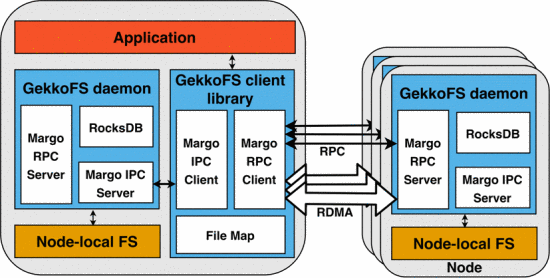 Application
GekkoFS daemon
Margo
RPC
Server
RocksDB
Margo IPC
Server
Node-local FS
GekkoFS client
library
Margo
IPC
Client
Margo
RPC
Client
File Map
RPC
RDMA
GekkoFS daemon
Margo
RPC
Server
RocksDB
Margo IPC
Server
Node-local FS
Node